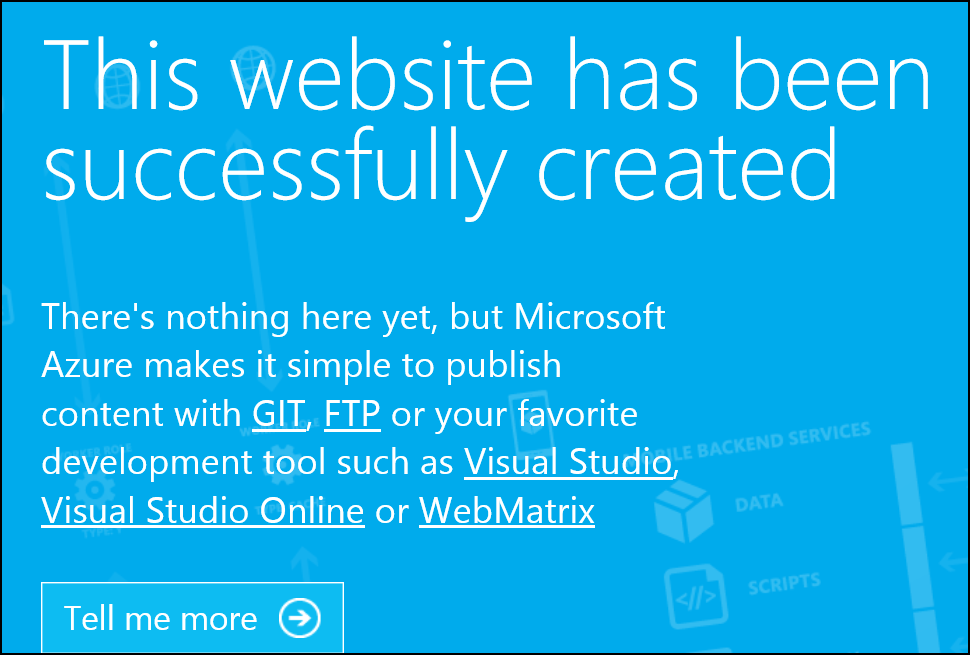 This website has been
successfully created
There's nothing here yet, but Microsoft
Azure makes it simple to publish
content with GIT, FTP or your favorite
development tool such as Visual Studio,
Visual Studio Online or WebMatrix
MOBILE BACKEND SERVICES
DATA
SCRIPTS
Tell me more